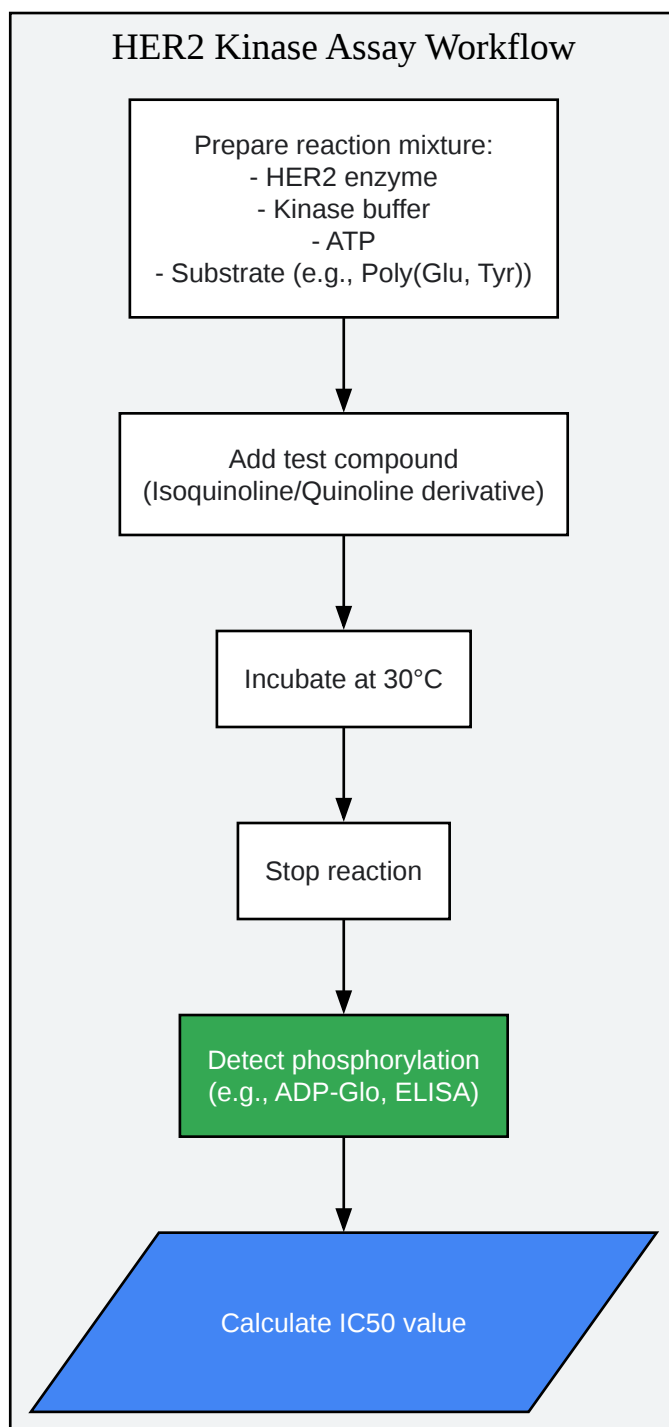 HER2 Kinase Assay Workflow
Prepare reaction mixture:
- HER2 enzyme
- Kinase buffer
- ATP
- Substrate (e.g., Poly(Glu, Tyr))
Add test compound
(Isoquinoline/Quinoline derivative)
Incubate at 30°C
Stop reaction
Detect phosphorylation
(e.g., ADP-Glo, ELISA)
Calculate IC50 value